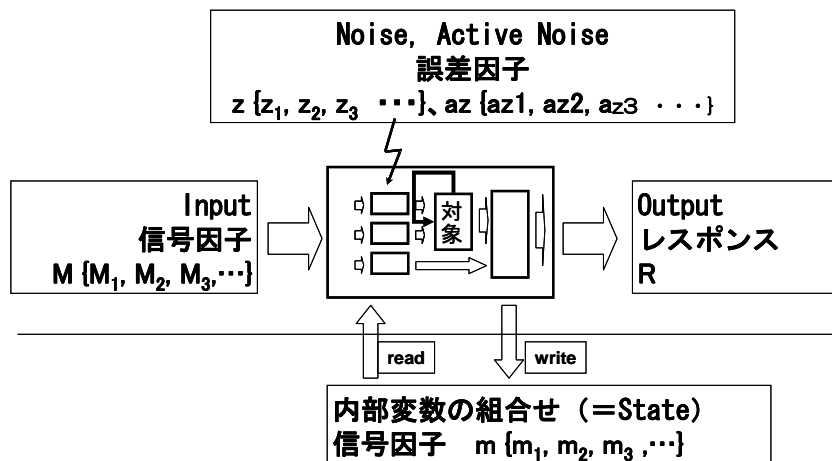 Noise, Active Noise
誤差因子
z {z1, z2, z3 ・・・}、az {az1, az2, az3 ・・・}
対
象
Input
信号因子
M {M1, M2, M3,…}
Output
レスポンス
R
read
write
内部変数の組合せ (=State)
信号因子 m {m1, m2, m3 ,…}